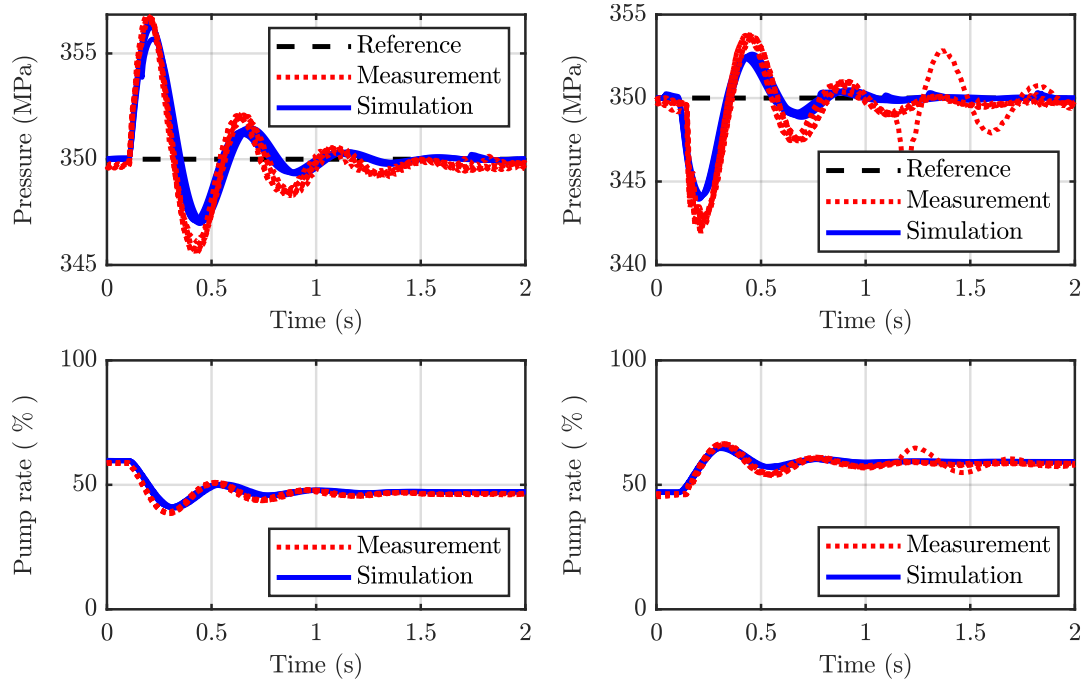 Pressure (MPa)
355
350
345
Reference
Measurement
Simulation
0 0.5 1 1.5 2
Time (s)
Pressure (MPa)
355
350
345
340
Reference
Measurement
Simulation
0 0.5 1 1.5 2
Time (s)
Pump rate ( % )
100
50
0
Measurement
Simulation
0 0.5 1 1.5 2
Time (s)
Pump rate ( % )
100
50
0
Measurement
Simulation
0 0.5 1 1.5 2
Time (s)